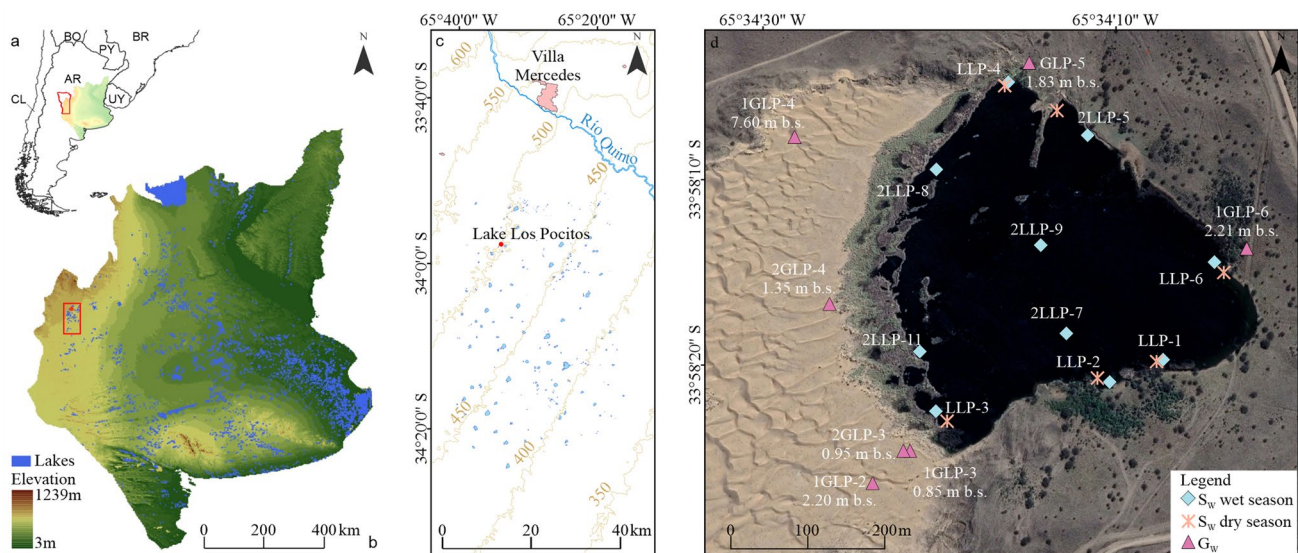 a
BO
BR
PY
AR
CL
UY
N
Lakes
Elevation
1239m
3m
0 200 400 km
b
65°40'0" W 65°20'0" W
c
N
600
550
500
450
Villa
Mercedes
Río Quinto
33°40'0" S
Lake Los Pocitos
34°0'0" S
34°20'0" S
450
400
350
0 20 40 km
65°34'30" W 65°34'10" W
d
N
33°58'10" S
33°58'20" S
LLP-4
GLP-5
1.83 m b.s.
1GLP-4
7.60 m b.s.
2LLP-5
2LLP-8
1GLP-6
2.21 m b.s.
2LLP-9
LLP-6
2GLP-4
1.35 m b.s.
2LLP-7
2LLP-11
LLP-1
LLP-2
LLP-3
2GLP-3
0.95 m b.s.
1GLP-3
0.85 m b.s.
1GLP-2
2.20 m b.s.
0 100 200m
Legend
Sw wet season
Sw dry season
Gw